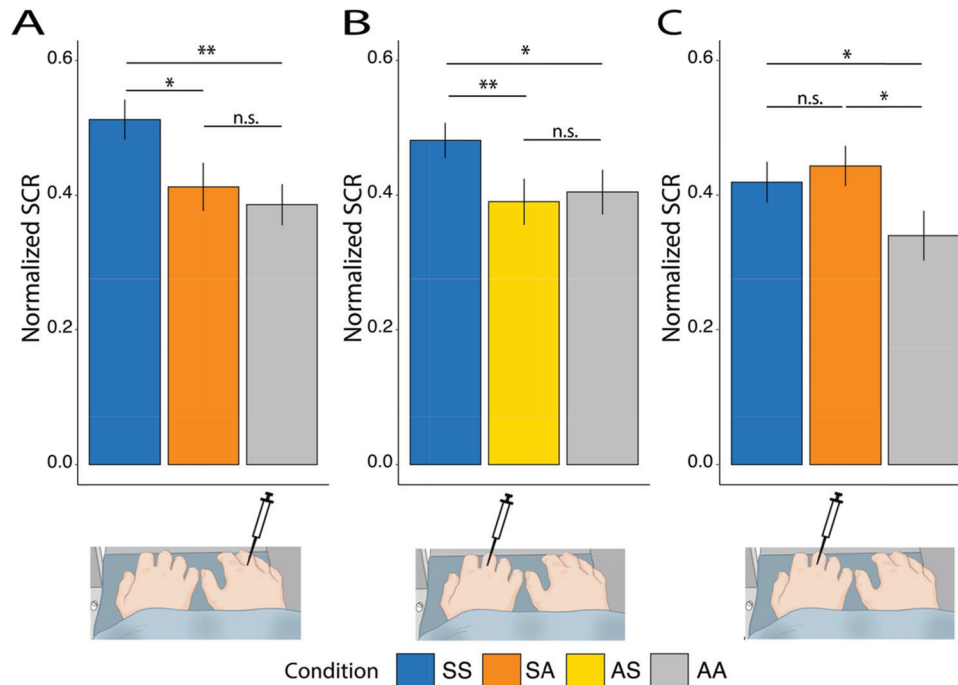 A
Normalized SCR
0.6
0.4
0.2
0.0
**
*
n.s.
B
Normalized SCR
0.6
0.4
0.2
0.0
*
**
n.s.
C
Normalized SCR
0.6
0.4
0.2
0.0
*
n.s.
*
Condition SS SA AS AA